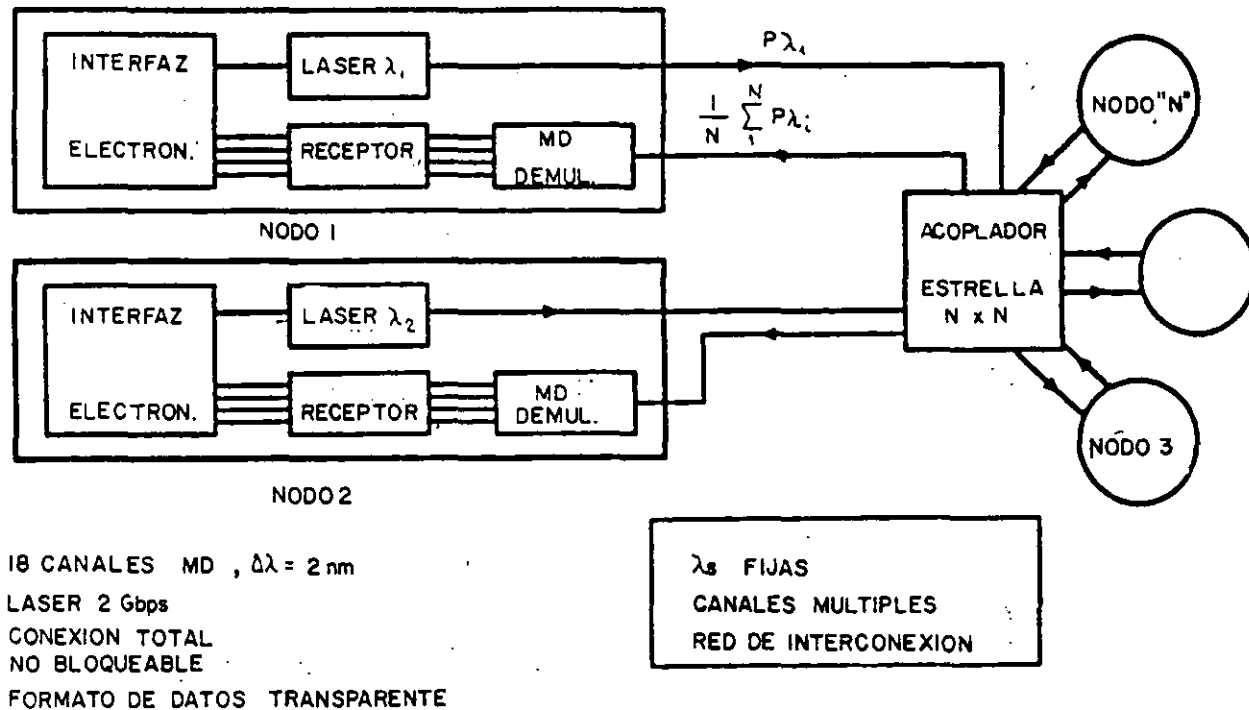 INTERFAZ
ELECTRON.
LASER λ₁
RECEPTOR
MD
DEMUL.
NODO 1
Pλ₁
1/N ∑₁ᴺ Pλᵢ
NODO "N"
ACOPLADOR
ESTRELLA
N x N
INTERFAZ
ELECTRON.
LASER λ₂
RECEPTOR
MD
DEMUL.
NODO 2
NODO 3
18 CANALES MD , Δλ = 2 nm
LASER 2 Gbps
CONEXION TOTAL
NO BLOQUEABLE
FORMATO DE DATOS TRANSPARENTE
λs FIJAS
CANALES MULTIPLES
RED DE INTERCONEXION